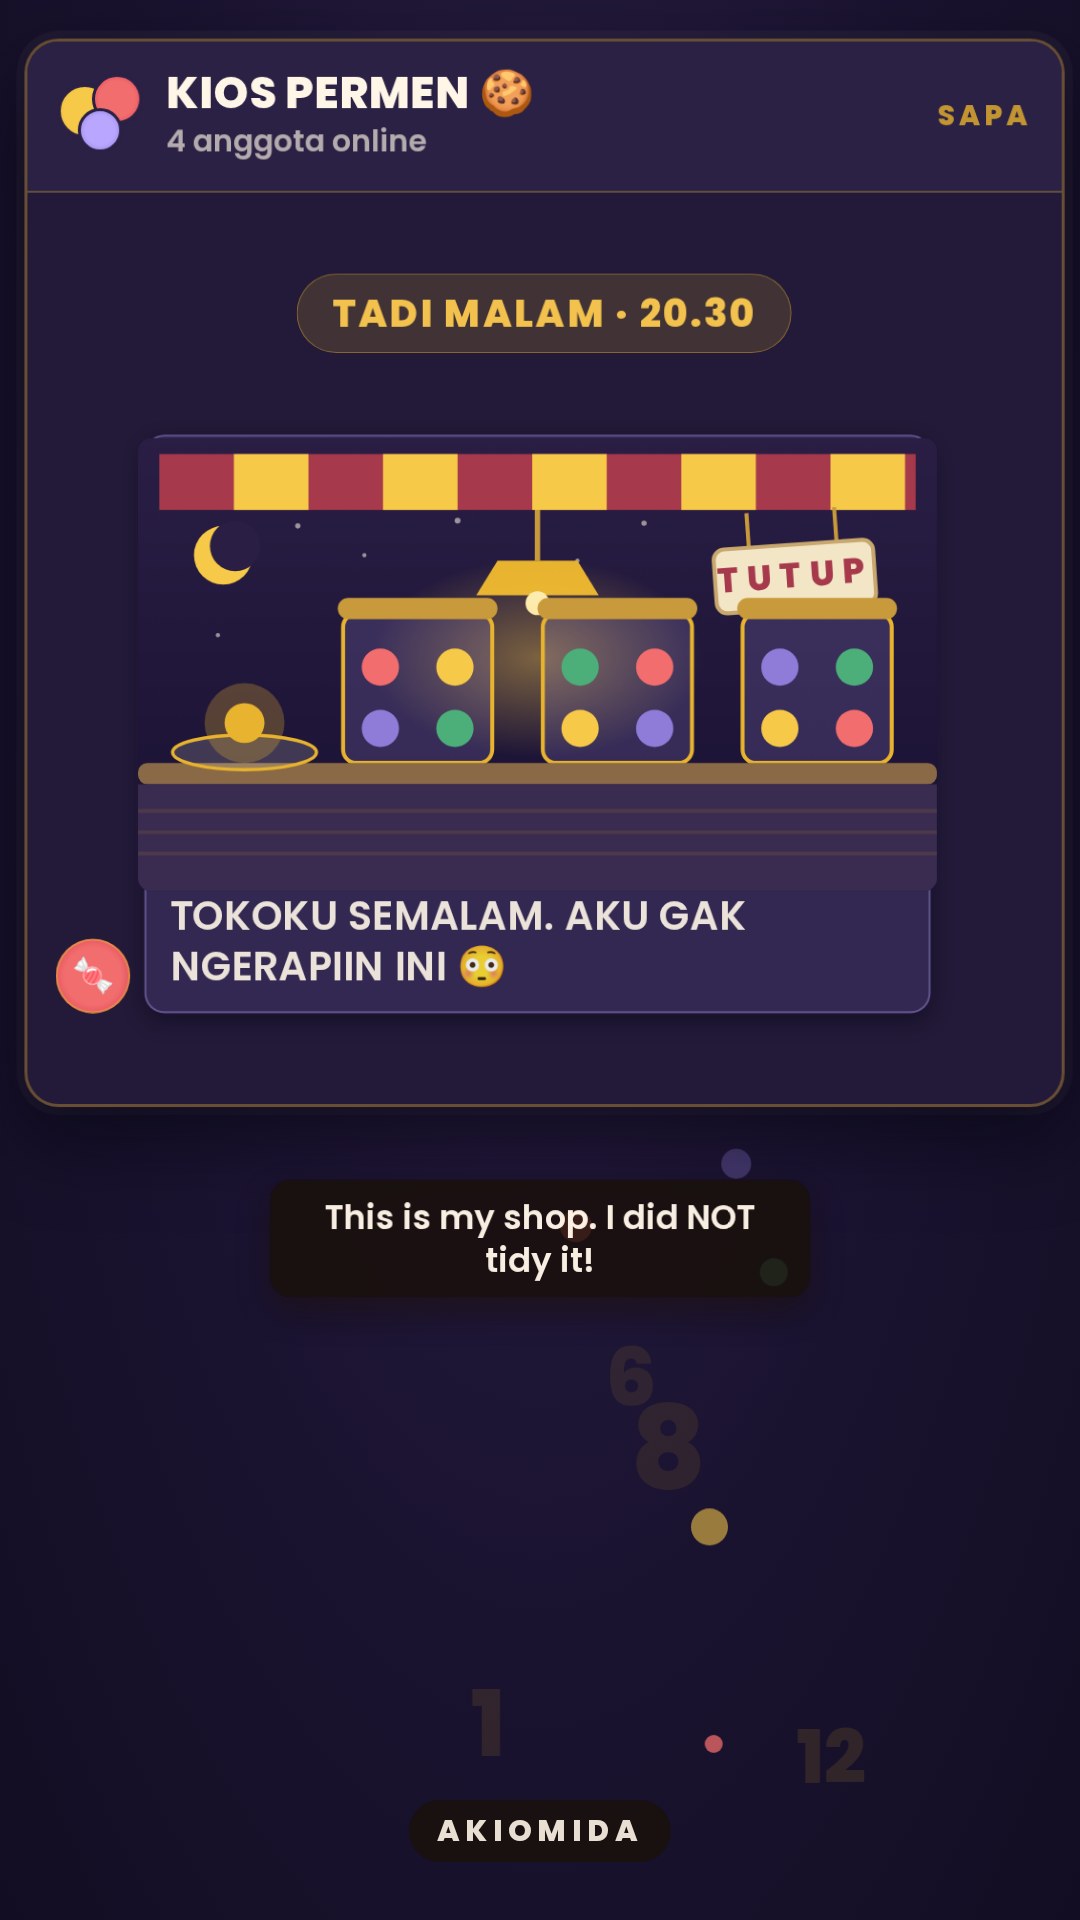 KIOS PERMEN 🍪
4 anggota online
SAPA
TADI MALAM · 20.30
TUTUP
TOKOKU SEMALAM. AKU GAK
NGERAPIIN INI 😳
This is my shop. I did NOT
tidy it!
6
8
1
12
AKIOMIDA